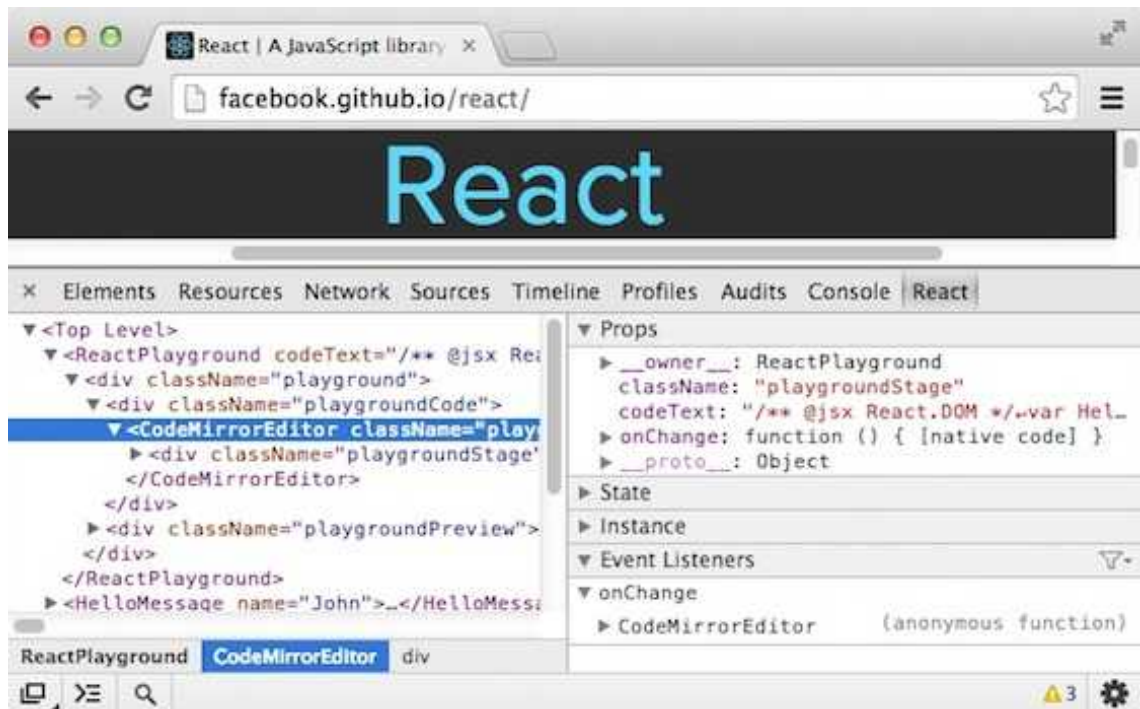 React | A JavaScript library
facebook.github.io/react/
React
Elements Resources Network Sources Timeline Profiles Audits Console React
<Top Level>
<ReactPlayground codeText="/** @jsx Rea
<div className="playground">
<div className="playgroundCode">
<CodeMirrorEditor className="play
<div className="playgroundStage"
</CodeMirrorEditor>
</div>
<div className="playgroundPreview">
</div>
</ReactPlayground>
<HelloMessage name="John">…</HelloMessa
ReactPlayground CodeMirrorEditor div
Props
__owner__: ReactPlayground
className: "playgroundStage"
codeText: "/** @jsx React.DOM */↵var Hel…
onChange: function () { [native code] }
__proto__: Object
State
Instance
Event Listeners
onChange
CodeMirrorEditor (anonymous function)
3